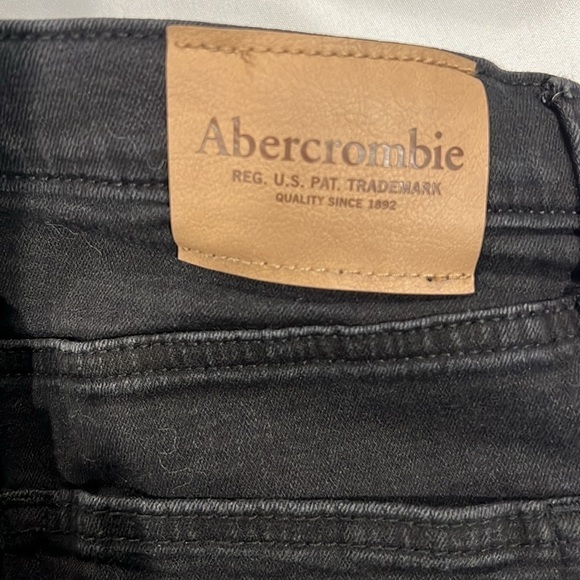 Abercrombie
REG. U.S. PAT. TRADEMARK
QUALITY SINCE 1892